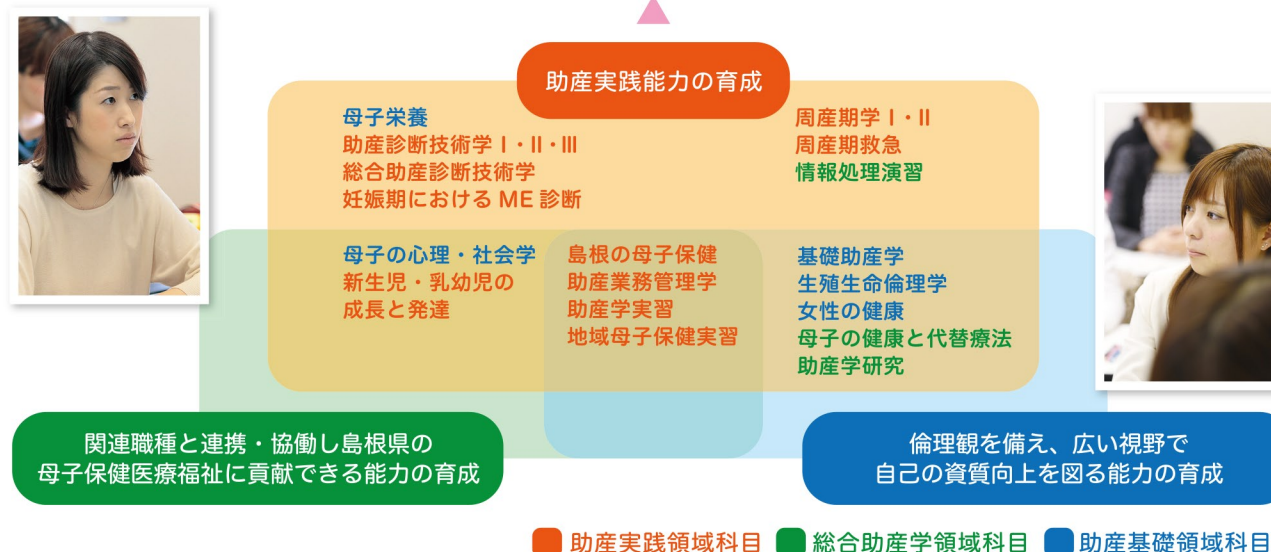 助産実践能力の育成
母子栄養
助産診断技術学Ⅰ・Ⅱ・Ⅲ
総合助産診断技術学
妊娠期における ME 診断
周産期学Ⅰ・Ⅱ
周産期救急
情報処理演習
母子の心理・社会学
新生児・乳幼児の
成長と発達
島根の母子保健
助産業務管理学
助産学実習
地域母子保健実習
基礎助産学
生殖生命倫理学
女性の健康
母子の健康と代替療法
助産学研究
関連職種と連携・協働し島根県の
母子保健医療福祉に貢献できる能力の育成
倫理観を備え、広い視野で
自己の資質向上を図る能力の育成
助産実践領域科目 総合助産学領域科目 助産基礎領域科目